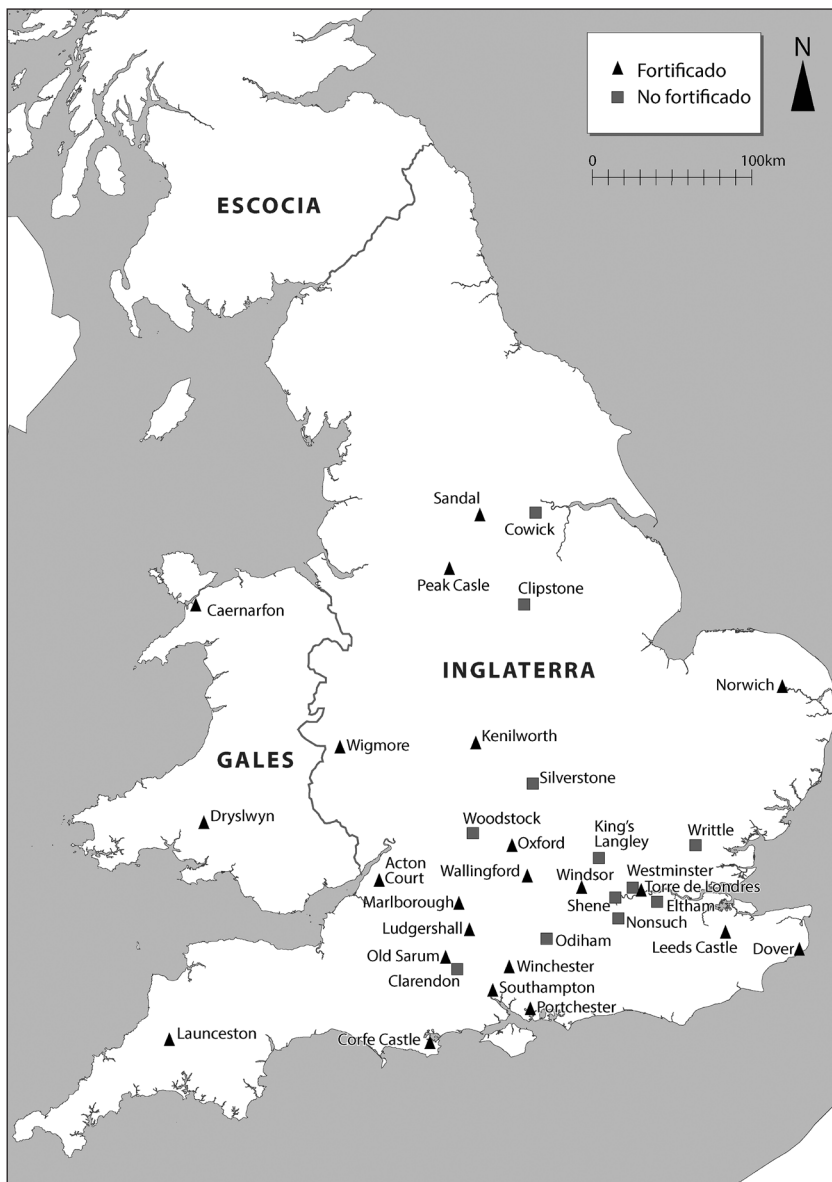 Fortificado
No fortificado
N
0
100km
ESCOCIA
Sandal
Cowick
Peak Casle
Clipstone
Caernarfon
INGLATERRA
Norwich
Kenilworth
Wigmore
GALES
Silverstone
Dryslwyn
Woodstock
Oxford
King's
Langley
Writtle
Acton
Court
Wallingford
Windsor
Westminster
Torre de Londres
Marlborough
Shene
Eltham
Nonsuch
Ludgershall
Odiham
Leeds Castle
Dover
Old Sarum
Clarendon
Winchester
Southampton
Portchester
Launceston
Corfe Castle